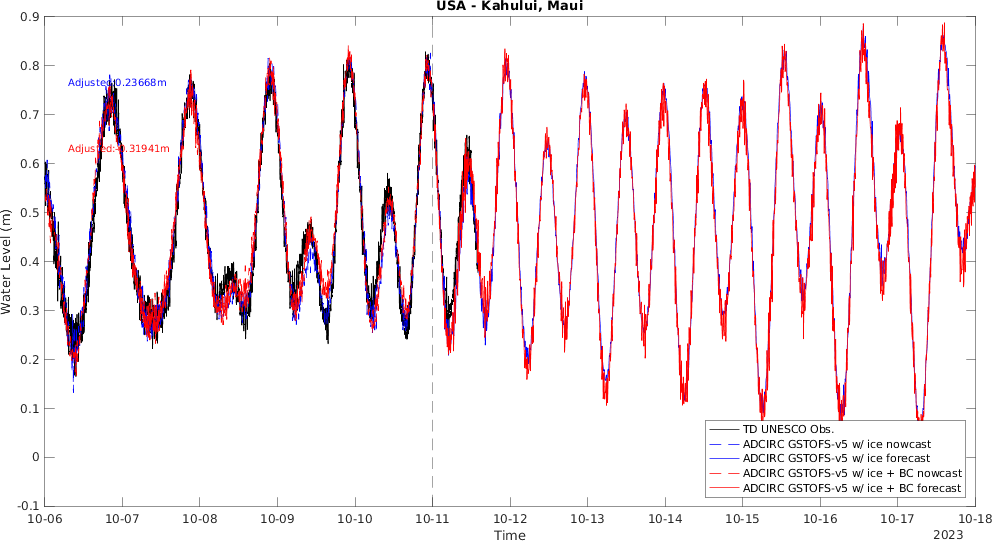 USA - Kahului, Maui
0.9
0.8
0.7
0.6
0.5
0.4
0.3
0.2
0.1
0
-0.1
Water Level (m)
Adjusted:0.23668m
Adjusted:-0.31941m
TD UNESCO Obs.
ADCIRC GSTOFS-v5 w/ ice nowcast
ADCIRC GSTOFS-v5 w/ ice forecast
ADCIRC GSTOFS-v5 w/ ice + BC nowcast
ADCIRC GSTOFS-v5 w/ ice + BC forecast
10-06 10-07 10-08 10-09 10-10 10-11 10-12 10-13 10-14 10-15 10-16 10-17 10-18
Time
2023